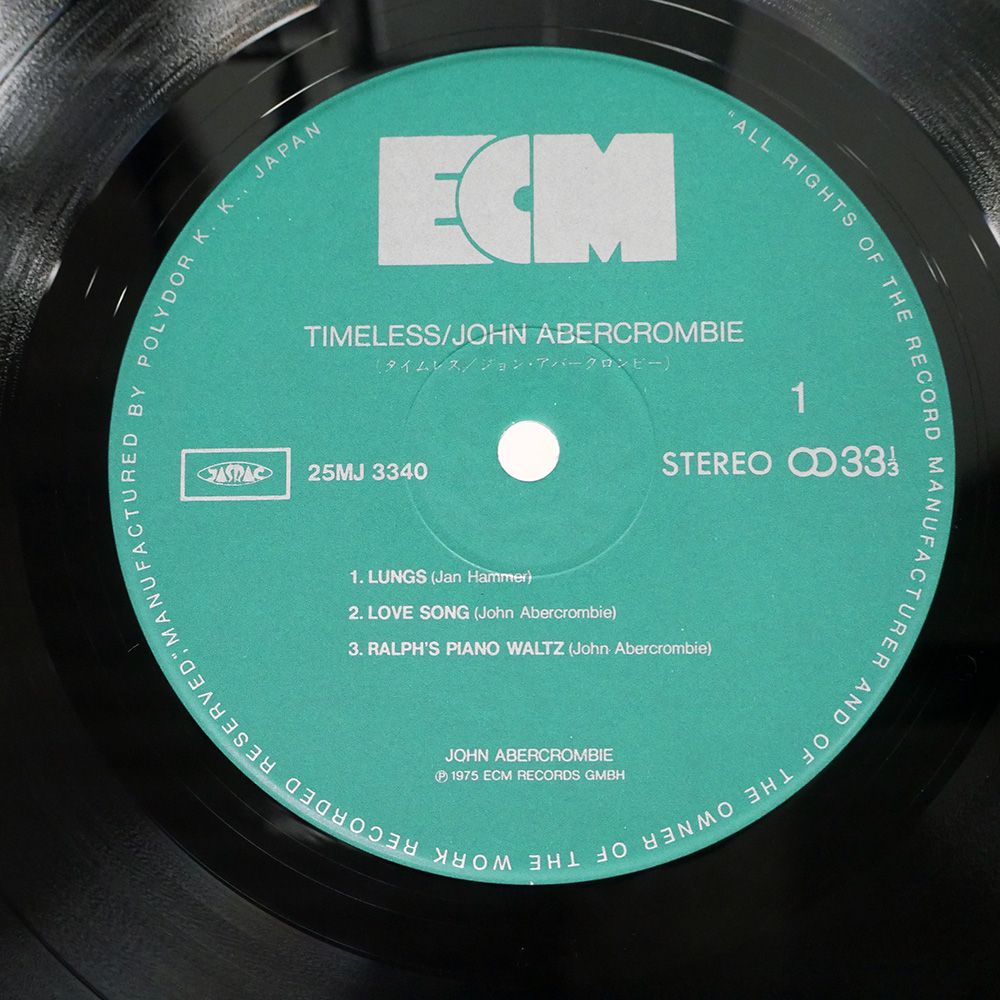 ECM
TIMELESS/JOHN ABERCROMBIE
(タイムレス/ジョン・アバークロンビー)
1
JASRAC
25MJ 3340
STEREO 33 1/3
1. LUNGS (Jan Hammer)
2. LOVE SONG (John Abercrombie)
3. RALPH'S PIANO WALTZ (John Abercrombie)
JOHN ABERCROMBIE
℗ 1975 ECM RECORDS GMBH
"ALL RIGHTS OF THE RECORD MANUFACTURER AND OF THE OWNER OF THE WORK RECORDED RESERVED', MANUFACTURED BY POLYDOR K. K., JAPAN